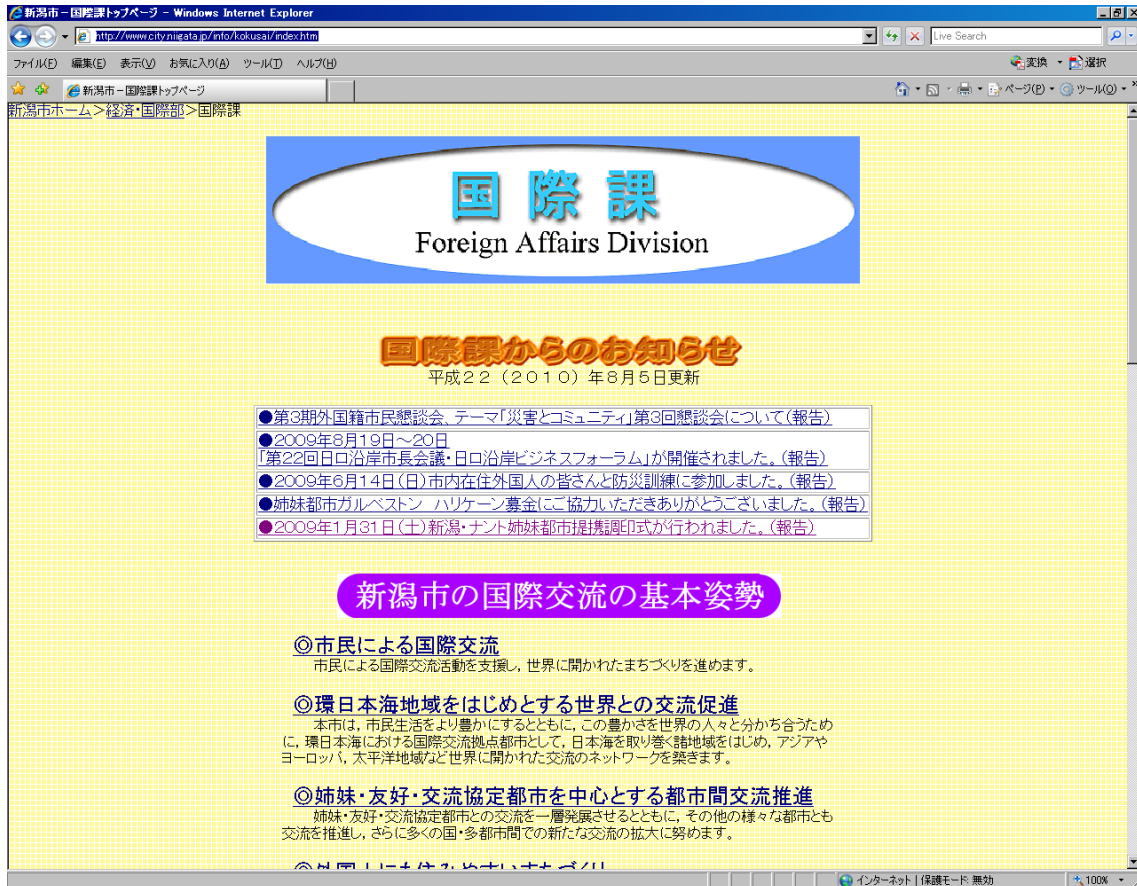 新潟市 – 国際課トップページ – Windows Internet Explorer
http://www.city.niigata.jp/info/kokusai/index.htm
Live Search
ファイル(F) 編集(E) 表示(V) お気に入り(A) ツール(T) ヘルプ(H)
変換 選択
新潟市 – 国際課トップページ
ページ(P) ツール(O)
新潟市ホーム>経済・国際部>国際課
国際課
Foreign Affairs Division
国際課からのお知らせ
平成22(2010)年8月5日更新
●第3期外国籍市民懇談会、テーマ「災害とコミュニティ」第3回懇談会について(報告)
●2009年8月19日~20日
「第22回日ロ沿岸市長会議・日ロ沿岸ビジネスフォーラム」が開催されました。(報告)
●2009年6月14日(日)市内在住外国人の皆さんと防災訓練に参加しました。(報告)
●姉妹都市ガルベストン ハリケーン募金にご協力いただきありがとうございました。(報告)
●2009年1月31日(土)新潟・ナント姉妹都市提携調印式が行われました。(報告)
新潟市の国際交流の基本姿勢
◎市民による国際交流
市民による国際交流活動を支援し,世界に開かれたまちづくりを進めます。
◎環日本海地域をはじめとする世界との交流促進
本市は,市民生活をより豊かにするとともに,この豊かさを世界の人々と分かち合うため
に,環日本海における国際交流拠点都市として,日本海を取り巻く諸地域をはじめ,アジアや
ヨーロッパ,太平洋地域など世界に開かれた交流のネットワークを築きます。
◎姉妹・友好・交流協定都市を中心とする都市間交流推進
姉妹・友好・交流協定都市との交流を一層発展させるとともに,その他の様々な都市とも
交流を推進し,さらに多くの国・多都市間での新たな交流の拡大に努めます。
インターネット | 保護モード: 無効
100%